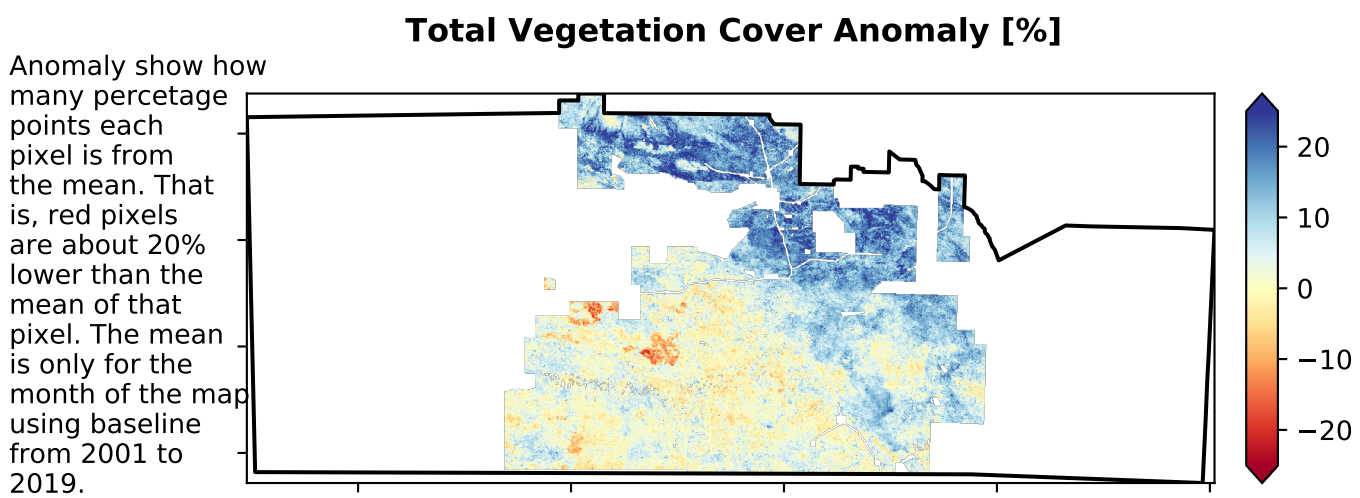 Total Vegetation Cover Anomaly [%]
Anomaly show how
many percetage
points each
pixel is from
the mean. That
is, red pixels
are about 20%
lower than the
mean of that
pixel. The mean
is only for the
month of the map
using baseline
from 2001 to
2019.
20
10
0
−10
−20